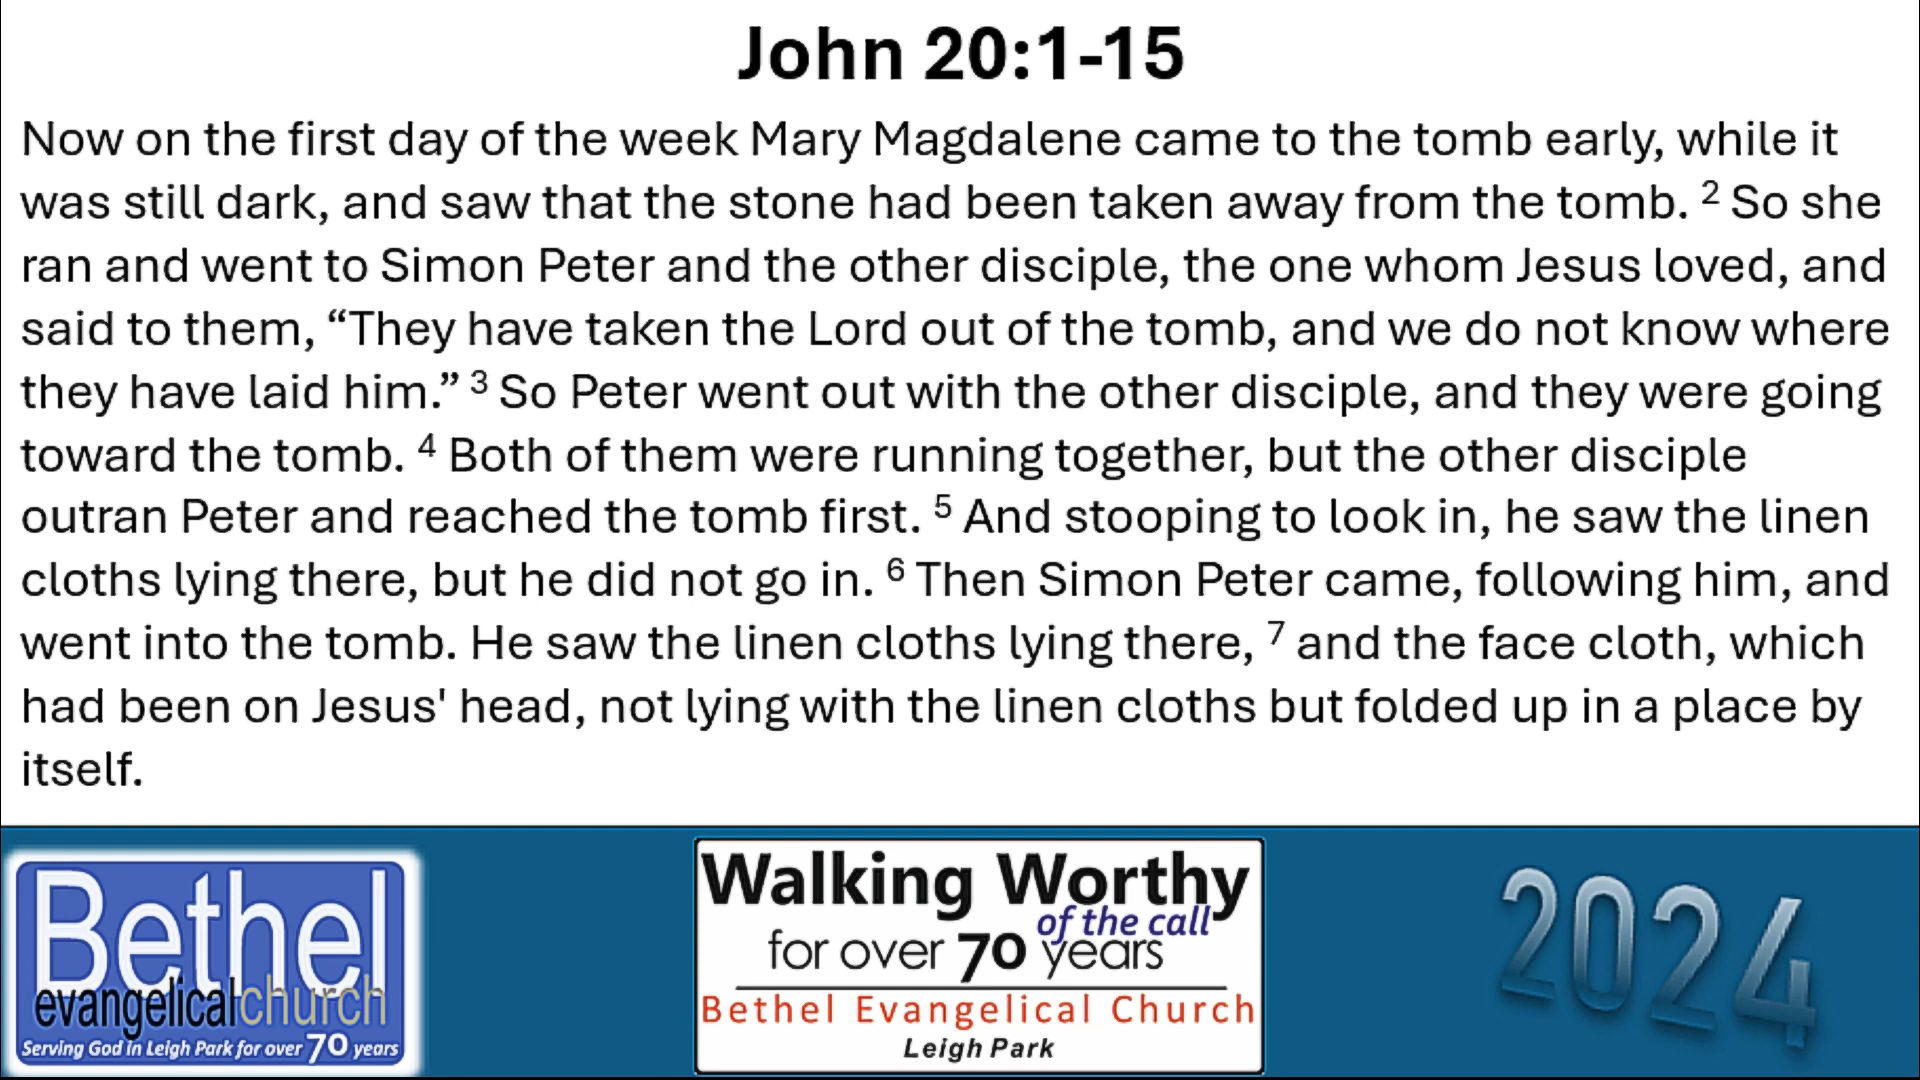 John 20:1-15
Now on the first day of the week Mary Magdalene came to the tomb early, while it
was still dark, and saw that the stone had been taken away from the tomb. ² So she
ran and went to Simon Peter and the other disciple, the one whom Jesus loved, and
said to them, “They have taken the Lord out of the tomb, and we do not know where
they have laid him.” ³ So Peter went out with the other disciple, and they were going
toward the tomb. ⁴ Both of them were running together, but the other disciple
outran Peter and reached the tomb first. ⁵ And stooping to look in, he saw the linen
cloths lying there, but he did not go in. ⁶ Then Simon Peter came, following him, and
went into the tomb. He saw the linen cloths lying there, ⁷ and the face cloth, which
had been on Jesus' head, not lying with the linen cloths but folded up in a place by
itself.
Bethel
evangelicalchurch
Serving God in Leigh Park for over 70 years
Walking Worthy
of the call
for over 70 years
Bethel Evangelical Church
Leigh Park
2024